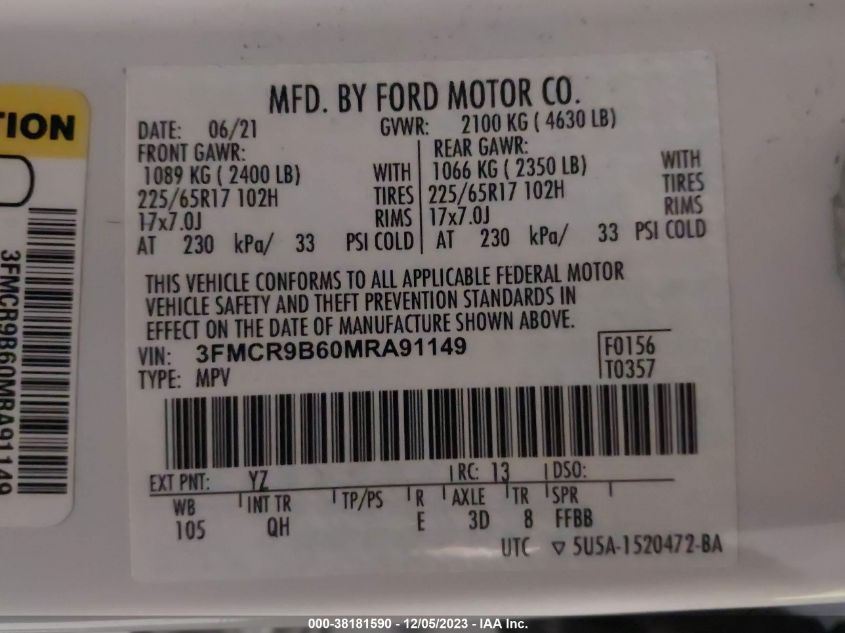 TION
3FMCR9B60MRA91149
MFD. BY FORD MOTOR CO.
DATE: 06/21 GVWR: 2100 KG ( 4630 LB)
FRONT GAWR: REAR GAWR:
1089 KG ( 2400 LB) WITH 1066 KG ( 2350 LB) WITH
225/65R17 102H TIRES 225/65R17 102H TIRES
17x7.0J RIMS 17x7.0J RIMS
AT 230 kPa/ 33 PSI COLD AT 230 kPa/ 33 PSI COLD
THIS VEHICLE CONFORMS TO ALL APPLICABLE FEDERAL MOTOR
VEHICLE SAFETY AND THEFT PREVENTION STANDARDS IN
EFFECT ON THE DATE OF MANUFACTURE SHOWN ABOVE.
VIN: 3FMCR9B60MRA91149 F0156
TYPE: MPV T0357
EXT PNT: YZ RC: 13 DSO:
WB INT TR TP/PS R AXLE TR SPR
105 QH E 3D 8 FFBB
UTC ▽ 5U5A-1520472-BA
000-38181590 - 12/05/2023 - IAA Inc.